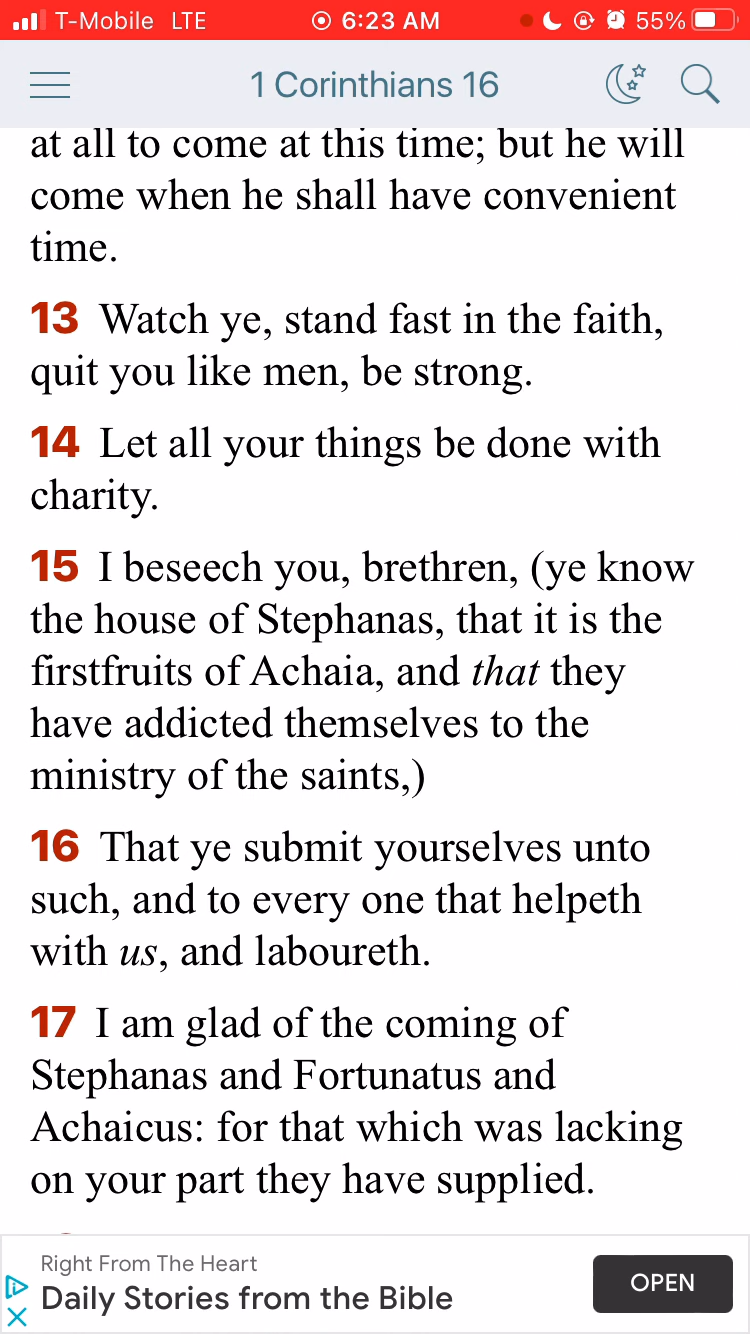 T-Mobile LTE 6:23 AM 55%
1 Corinthians 16
at all to come at this time; but he will
come when he shall have convenient
time.
13 Watch ye, stand fast in the faith,
quit you like men, be strong.
14 Let all your things be done with
charity.
15 I beseech you, brethren, (ye know
the house of Stephanas, that it is the
firstfruits of Achaia, and that they
have addicted themselves to the
ministry of the saints,)
16 That ye submit yourselves unto
such, and to every one that helpeth
with us, and laboureth.
17 I am glad of the coming of
Stephanas and Fortunatus and
Achaicus: for that which was lacking
on your part they have supplied.
Right From The Heart
Daily Stories from the Bible
OPEN